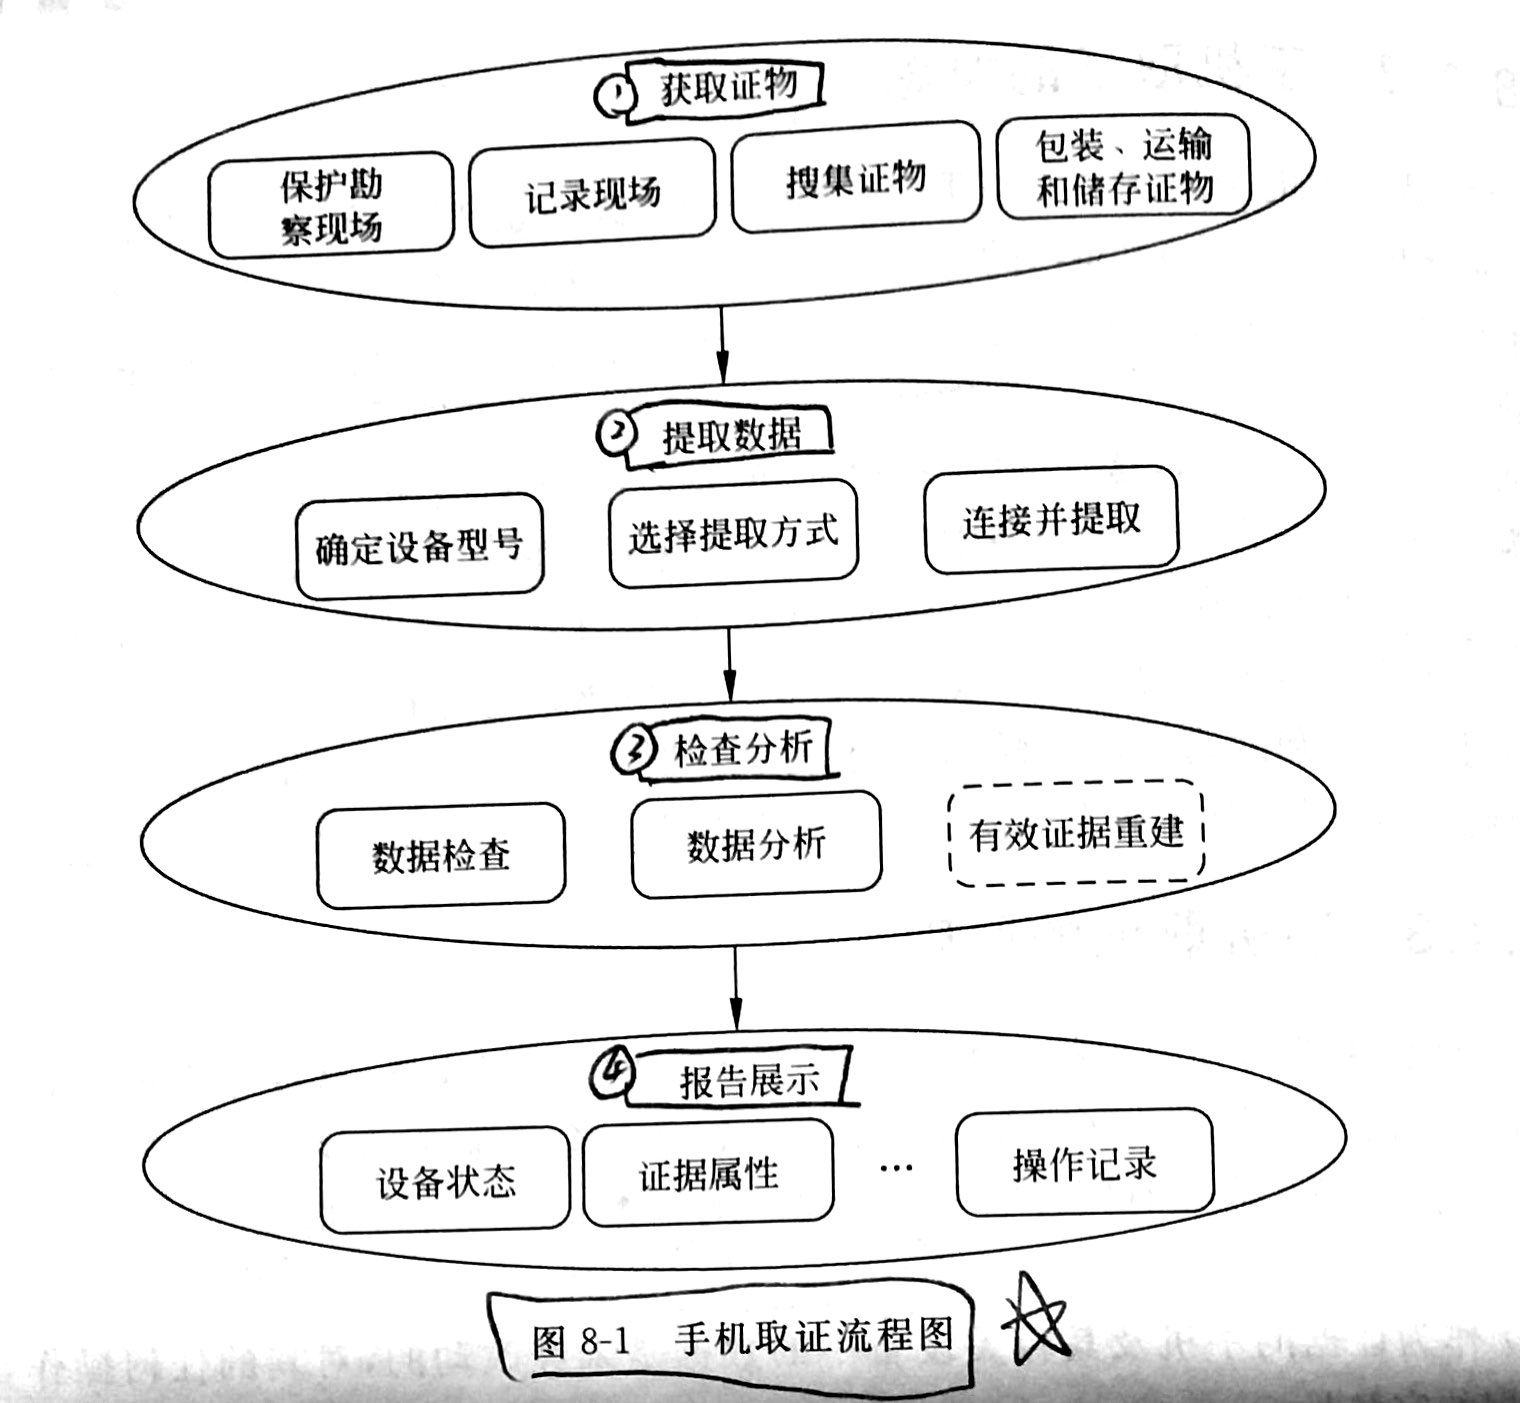 ① 获取证物
保护勘
察现场
记录现场
搜集证物
包装、运输
和储存证物
② 提取数据
确定设备型号
选择提取方式
连接并提取
③ 检查分析
数据检查
数据分析
有效证据重建
④ 报告展示
设备状态
证据属性
…
操作记录
图 8-1 手机取证流程图